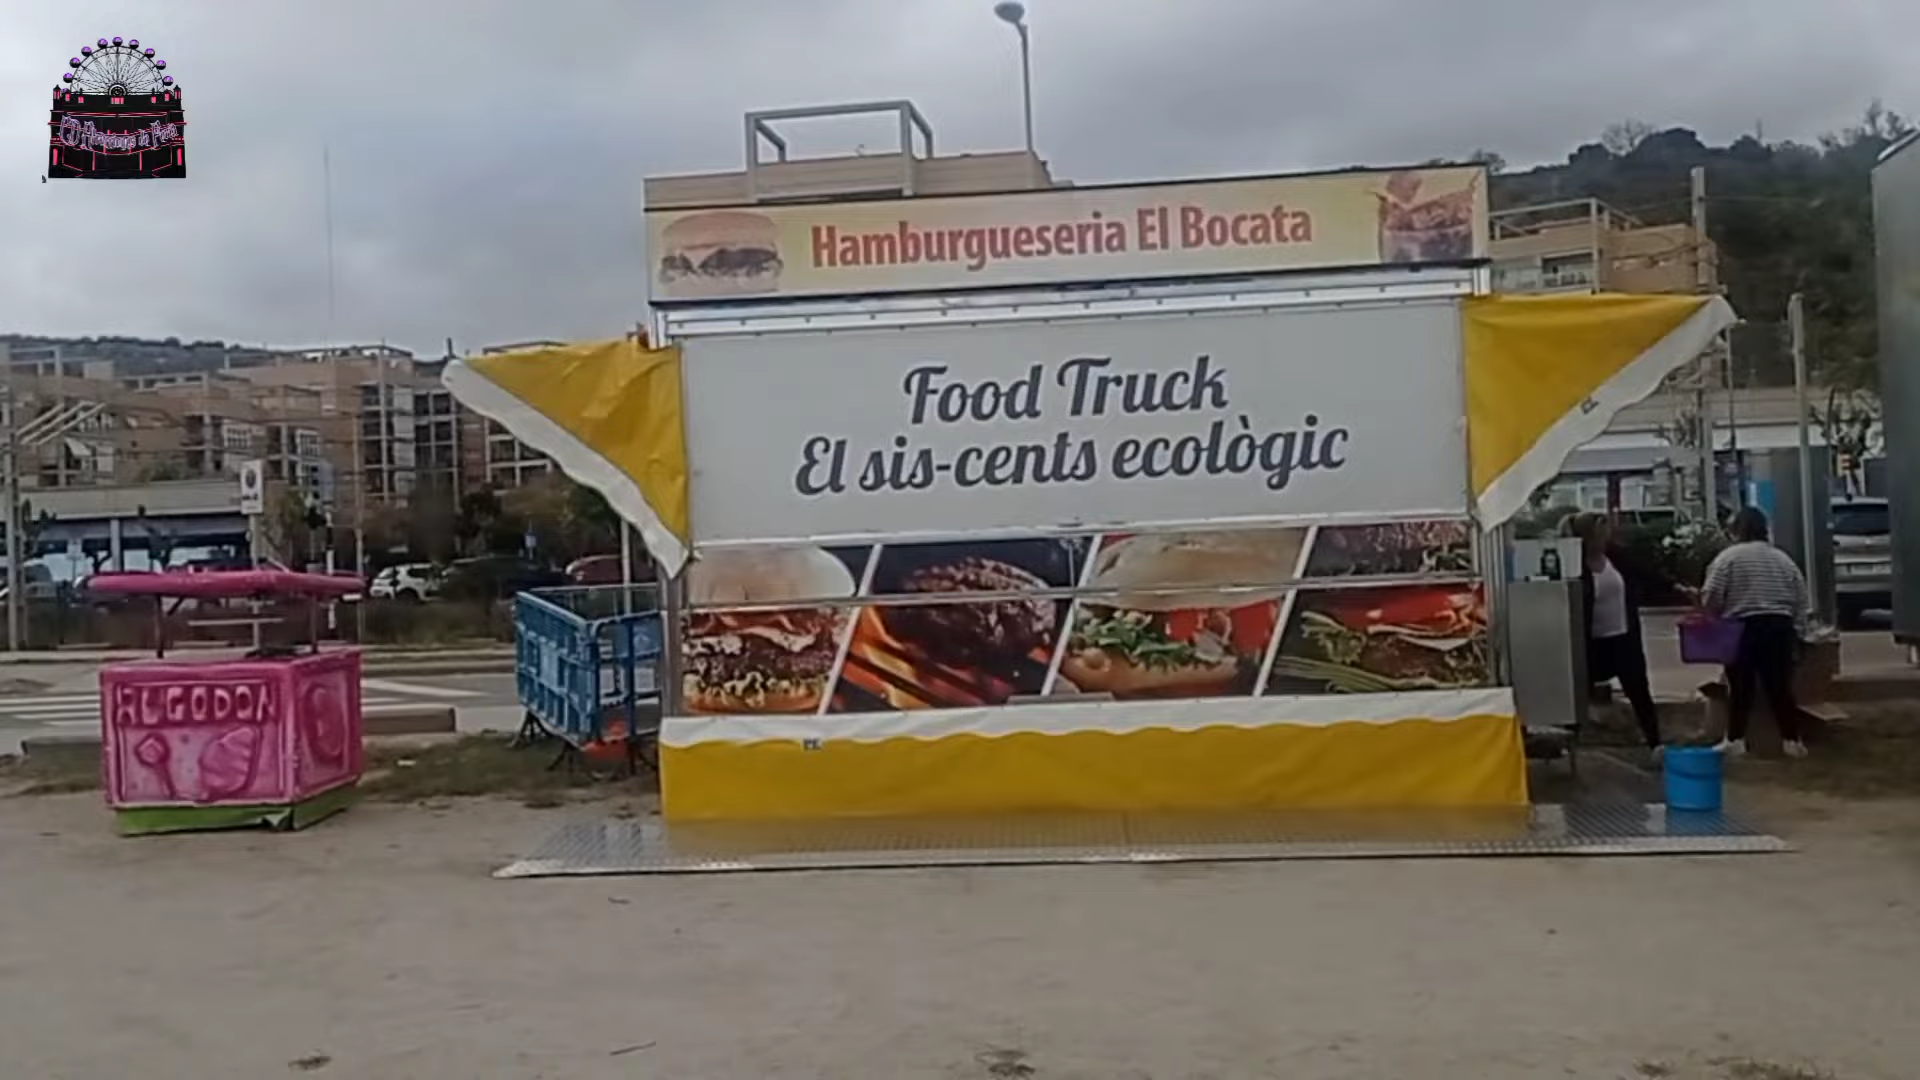 Hamburgueseria El Bocata
Food Truck
El sis-cents ecològic
ALGODON